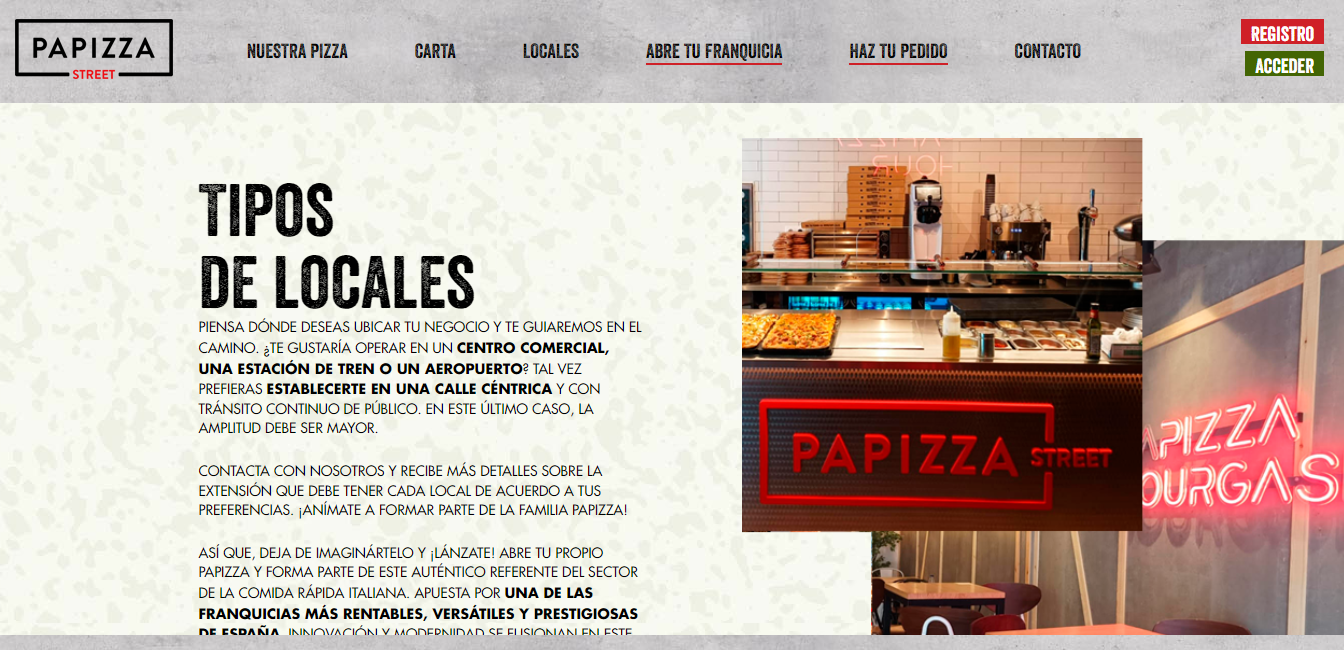 PAPIZZA
STREET
NUESTRA PIZZA
CARTA
LOCALES
ABRE TU FRANQUICIA
HAZ TU PEDIDO
CONTACTO
REGISTRO
ACCEDER
TIPOS
DE LOCALES
PIENSA DÓNDE DESEAS UBICAR TU NEGOCIO Y TE GUIAREMOS EN EL
CAMINO. ¿TE GUSTARÍA OPERAR EN UN CENTRO COMERCIAL,
UNA ESTACIÓN DE TREN O UN AEROPUERTO? TAL VEZ
PREFIERAS ESTABLECERTE EN UNA CALLE CÉNTRICA Y CON
TRÁNSITO CONTINUO DE PÚBLICO. EN ESTE ÚLTIMO CASO, LA
AMPLITUD DEBE SER MAYOR.
CONTACTA CON NOSOTROS Y RECIBE MÁS DETALLES SOBRE LA
EXTENSIÓN QUE DEBE TENER CADA LOCAL DE ACUERDO A TUS
PREFERENCIAS. ¡ANÍMATE A FORMAR PARTE DE LA FAMILIA PAPIZZA!
ASÍ QUE, DEJA DE IMAGINÁRTELO Y ¡LÁNZATE! ABRE TU PROPIO
PAPIZZA Y FORMA PARTE DE ESTE AUTÉNTICO REFERENTE DEL SECTOR
DE LA COMIDA RÁPIDA ITALIANA. APUESTA POR UNA DE LAS
FRANQUICIAS MÁS RENTABLES, VERSÁTILES Y PRESTIGIOSAS
DE ESPAÑA. INNOVACIÓN Y MODERNIDAD SE FUSIONAN EN ESTE
HOUR
PAPIZZA STREET
APIZZA
OURGAS